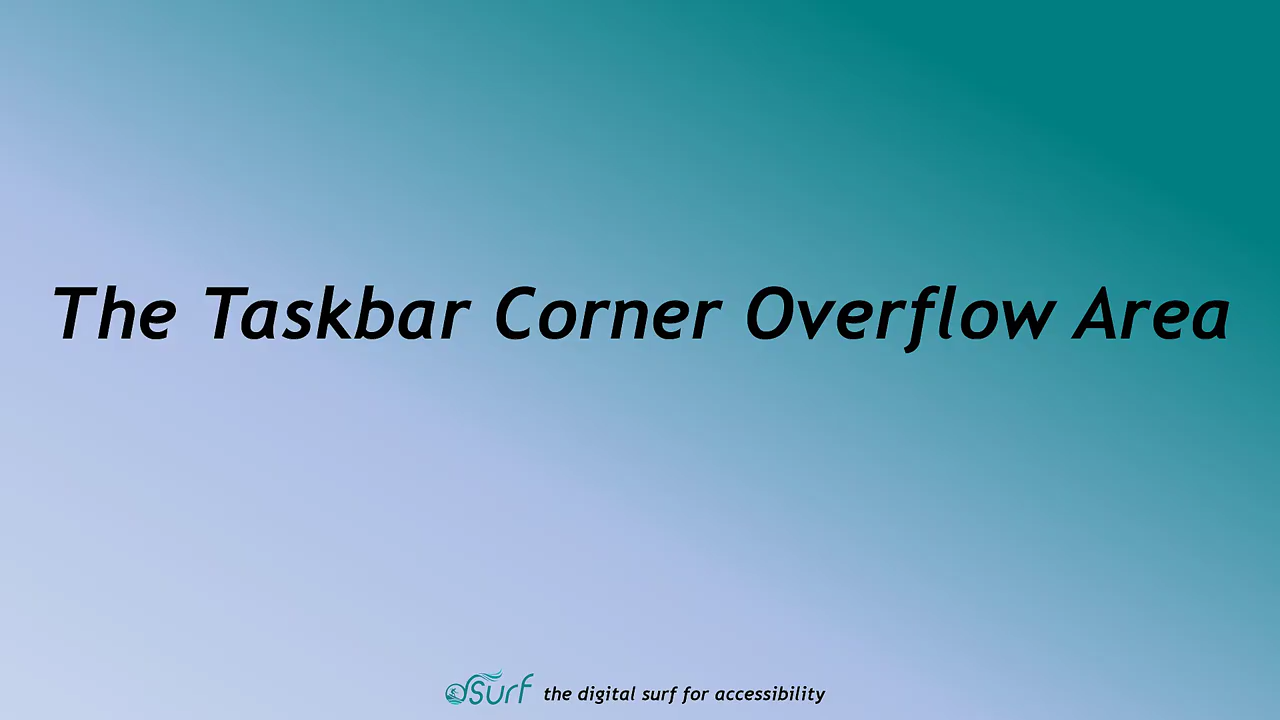 The Taskbar Corner Overflow Area
dSurf the digital surf for accessibility